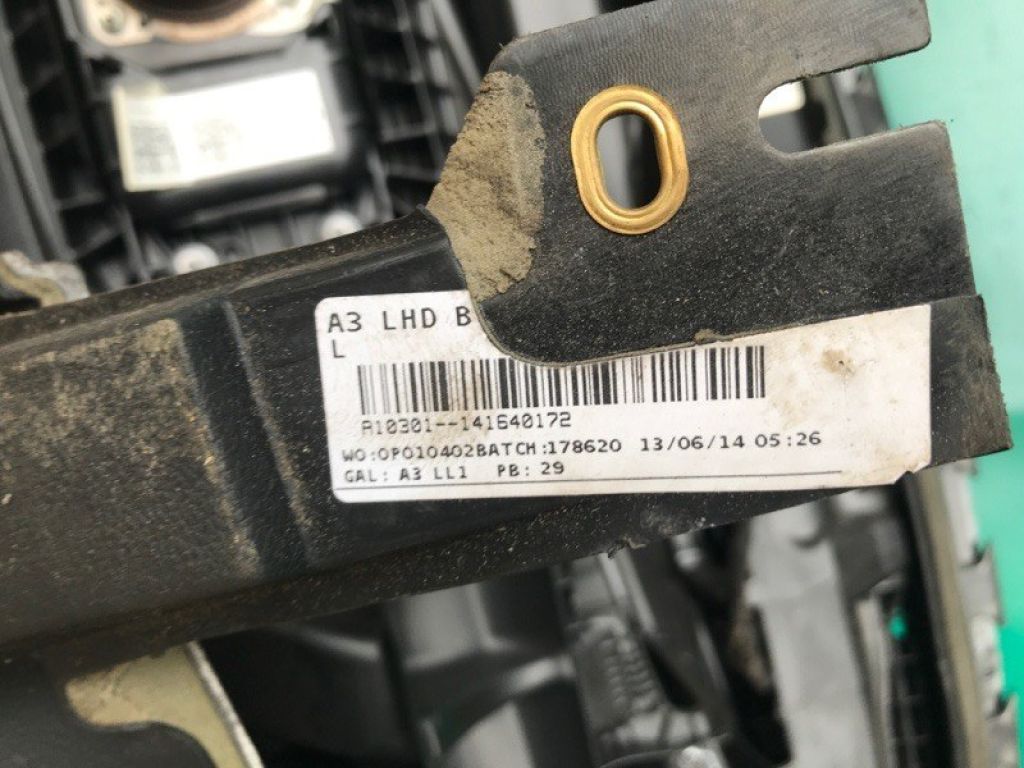 A3 LHD B
L
A10301--141640172
WO:OP010402BATCH:178620 13/06/14 05:26
GAL: A3 LL1 PB: 29